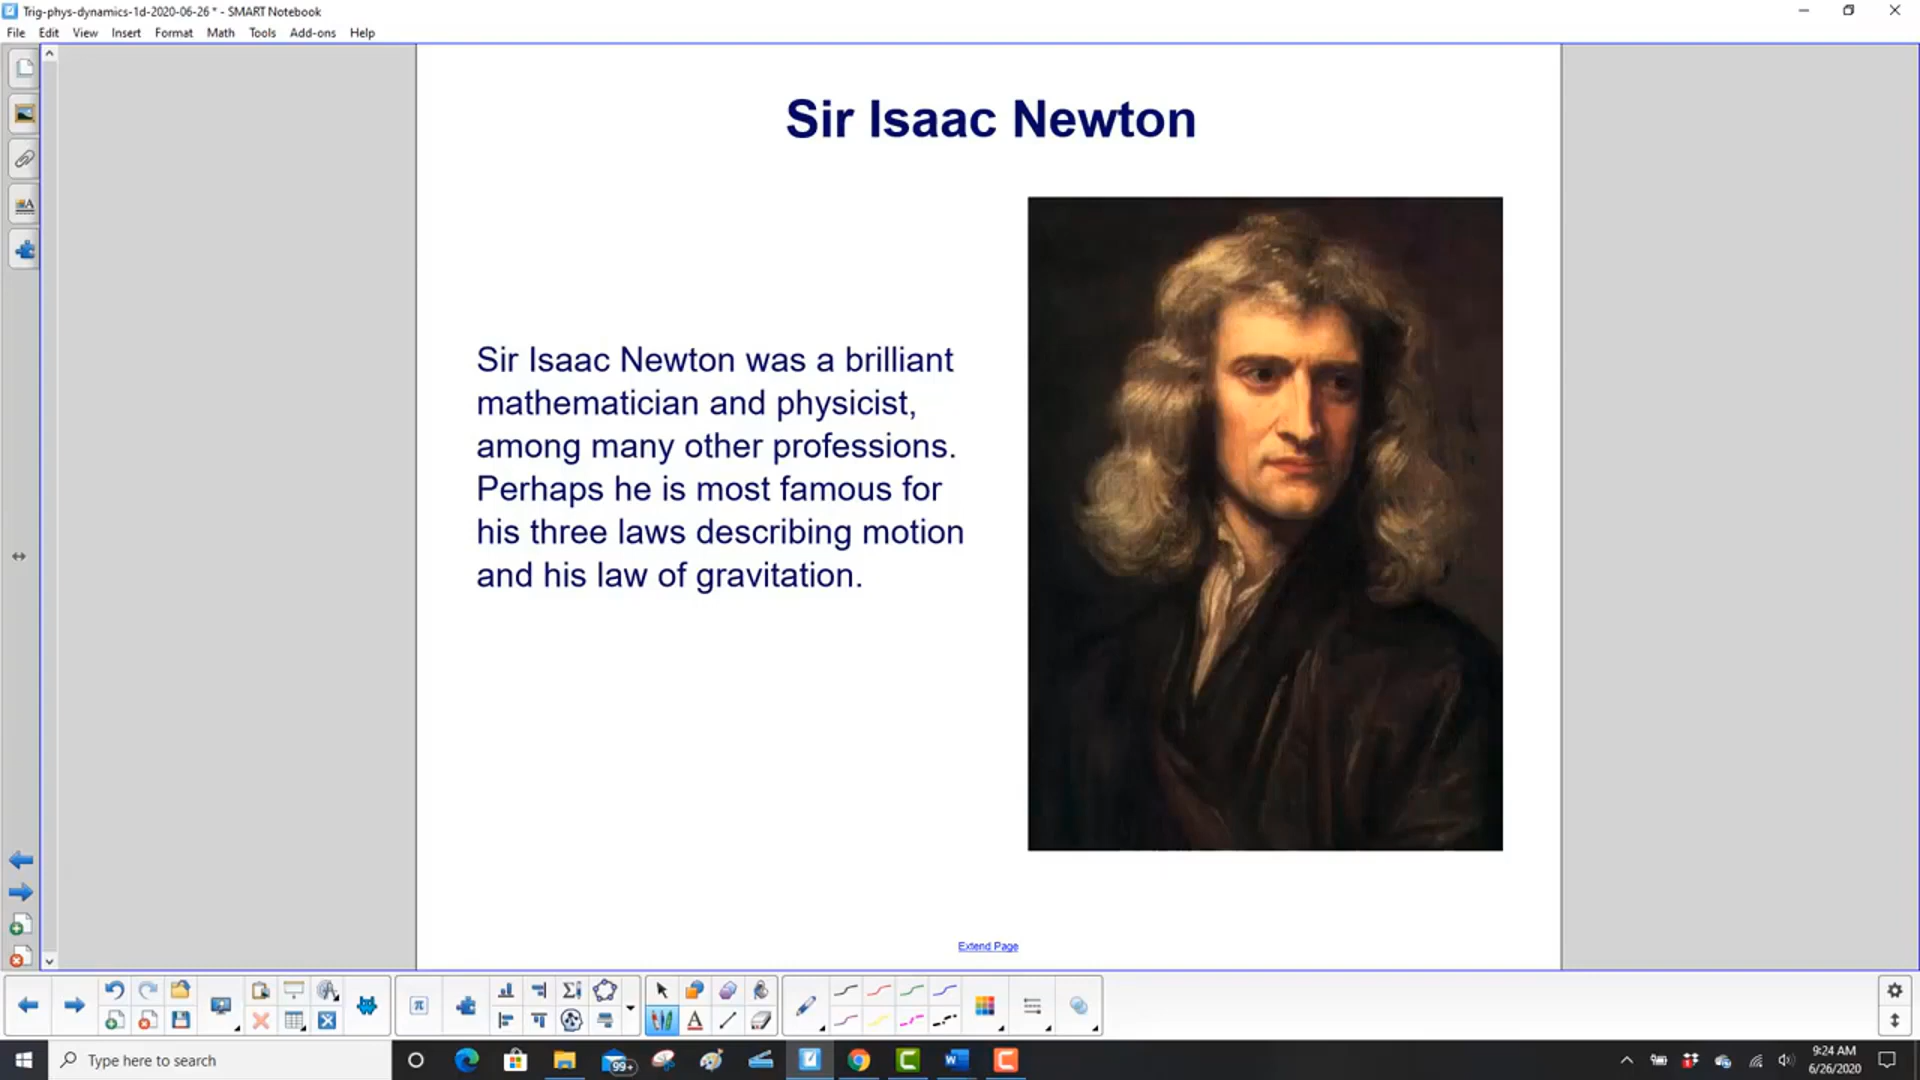 Trig-phys-dynamics-1d-2020-06-26 * - SMART Notebook
File Edit View Insert Format Math Tools Add-ons Help
Sir Isaac Newton
Sir Isaac Newton was a brilliant
mathematician and physicist,
among many other professions.
Perhaps he is most famous for
his three laws describing motion
and his law of gravitation.
Extend Page
Type here to search
99+
9:24 AM
6/26/2020